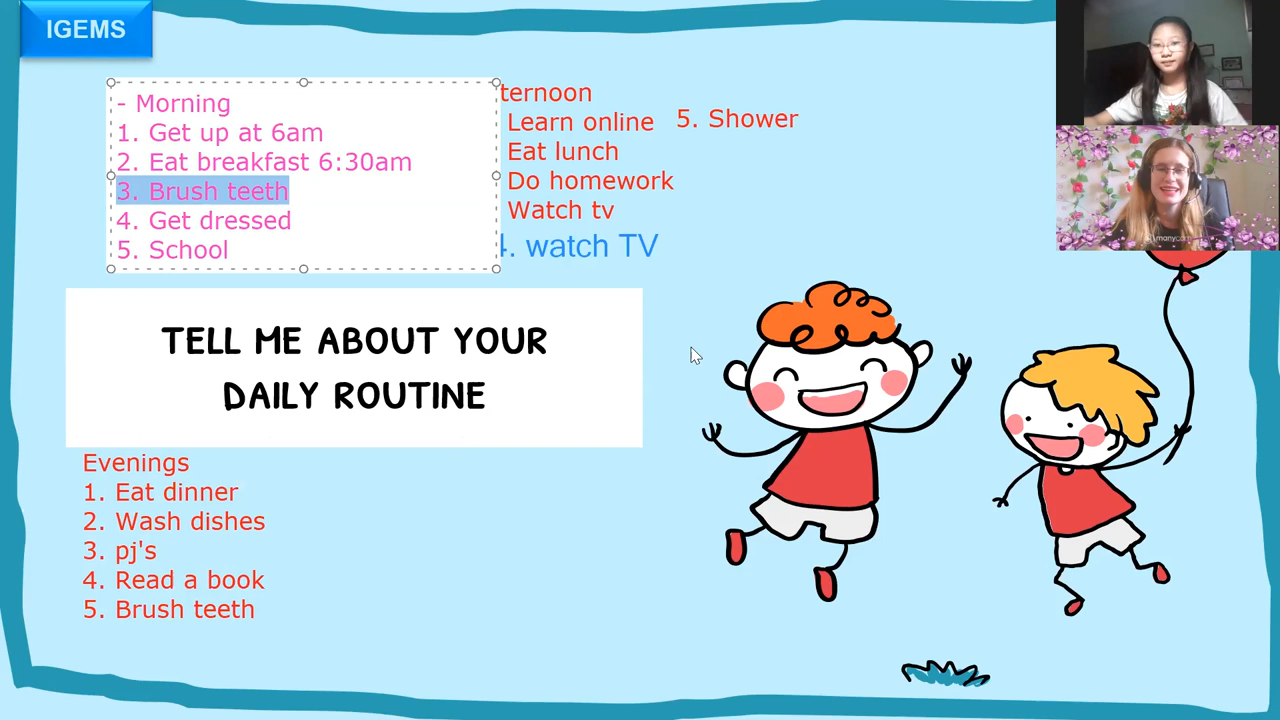 IGEMS
- Morning
1. Get up at 6am
2. Eat breakfast 6:30am
3. Brush teeth
4. Get dressed
5. School
ternoon
Learn online
Eat lunch
Do homework
Watch tv
4. watch TV
5. Shower
TELL ME ABOUT YOUR
DAILY ROUTINE
Evenings
1. Eat dinner
2. Wash dishes
3. pj's
4. Read a book
5. Brush teeth